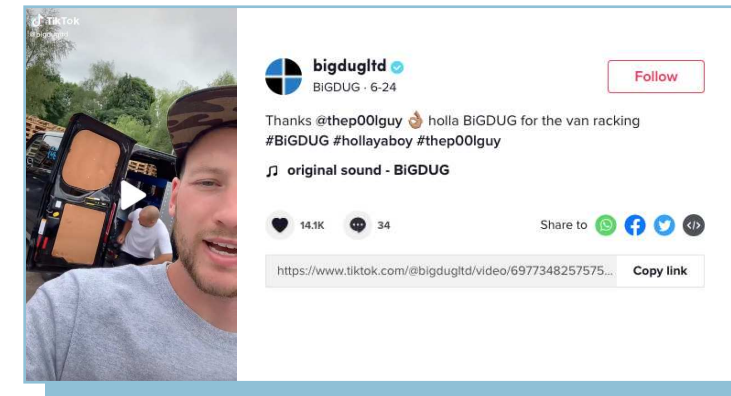 TikTok
@bigdugltd
bigdugltd
BiGDUG · 6-24
Follow
Thanks @thep00lguy 👌🏼 holla BiGDUG for the van racking
#BiGDUG #hollayaboy #thep00lguy
♫ original sound - BiGDUG
14.1K
34
Share to
https://www.tiktok.com/@bigdugltd/video/6977348257575...
Copy link